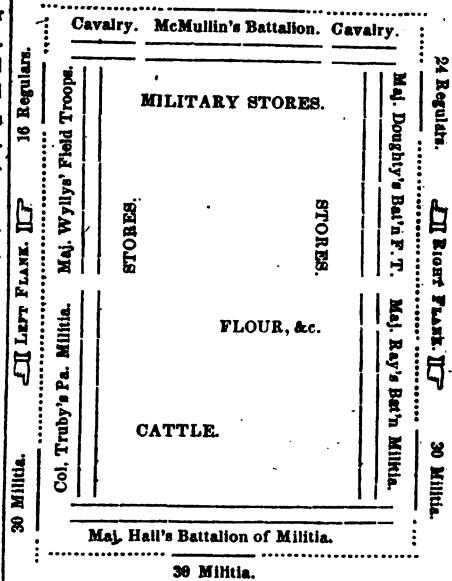 Cavalry. McMullin's Battalion. Cavalry.
16 Regulars.
LEFT FLANK.
30 Militia.
Maj. Wyllys' Field Troops.
Col. Truby's Pa. Militia.
MILITARY STORES.
STORES.
STORES.
FLOUR, &c.
CATTLE.
Maj. Doughty's Bat'n F. T.
Maj. Ray's Bat'n Militia.
24 Regulars.
RIGHT FLANK.
30 Militia.
Maj. Hall's Battalion of Militia.
30 Militia.